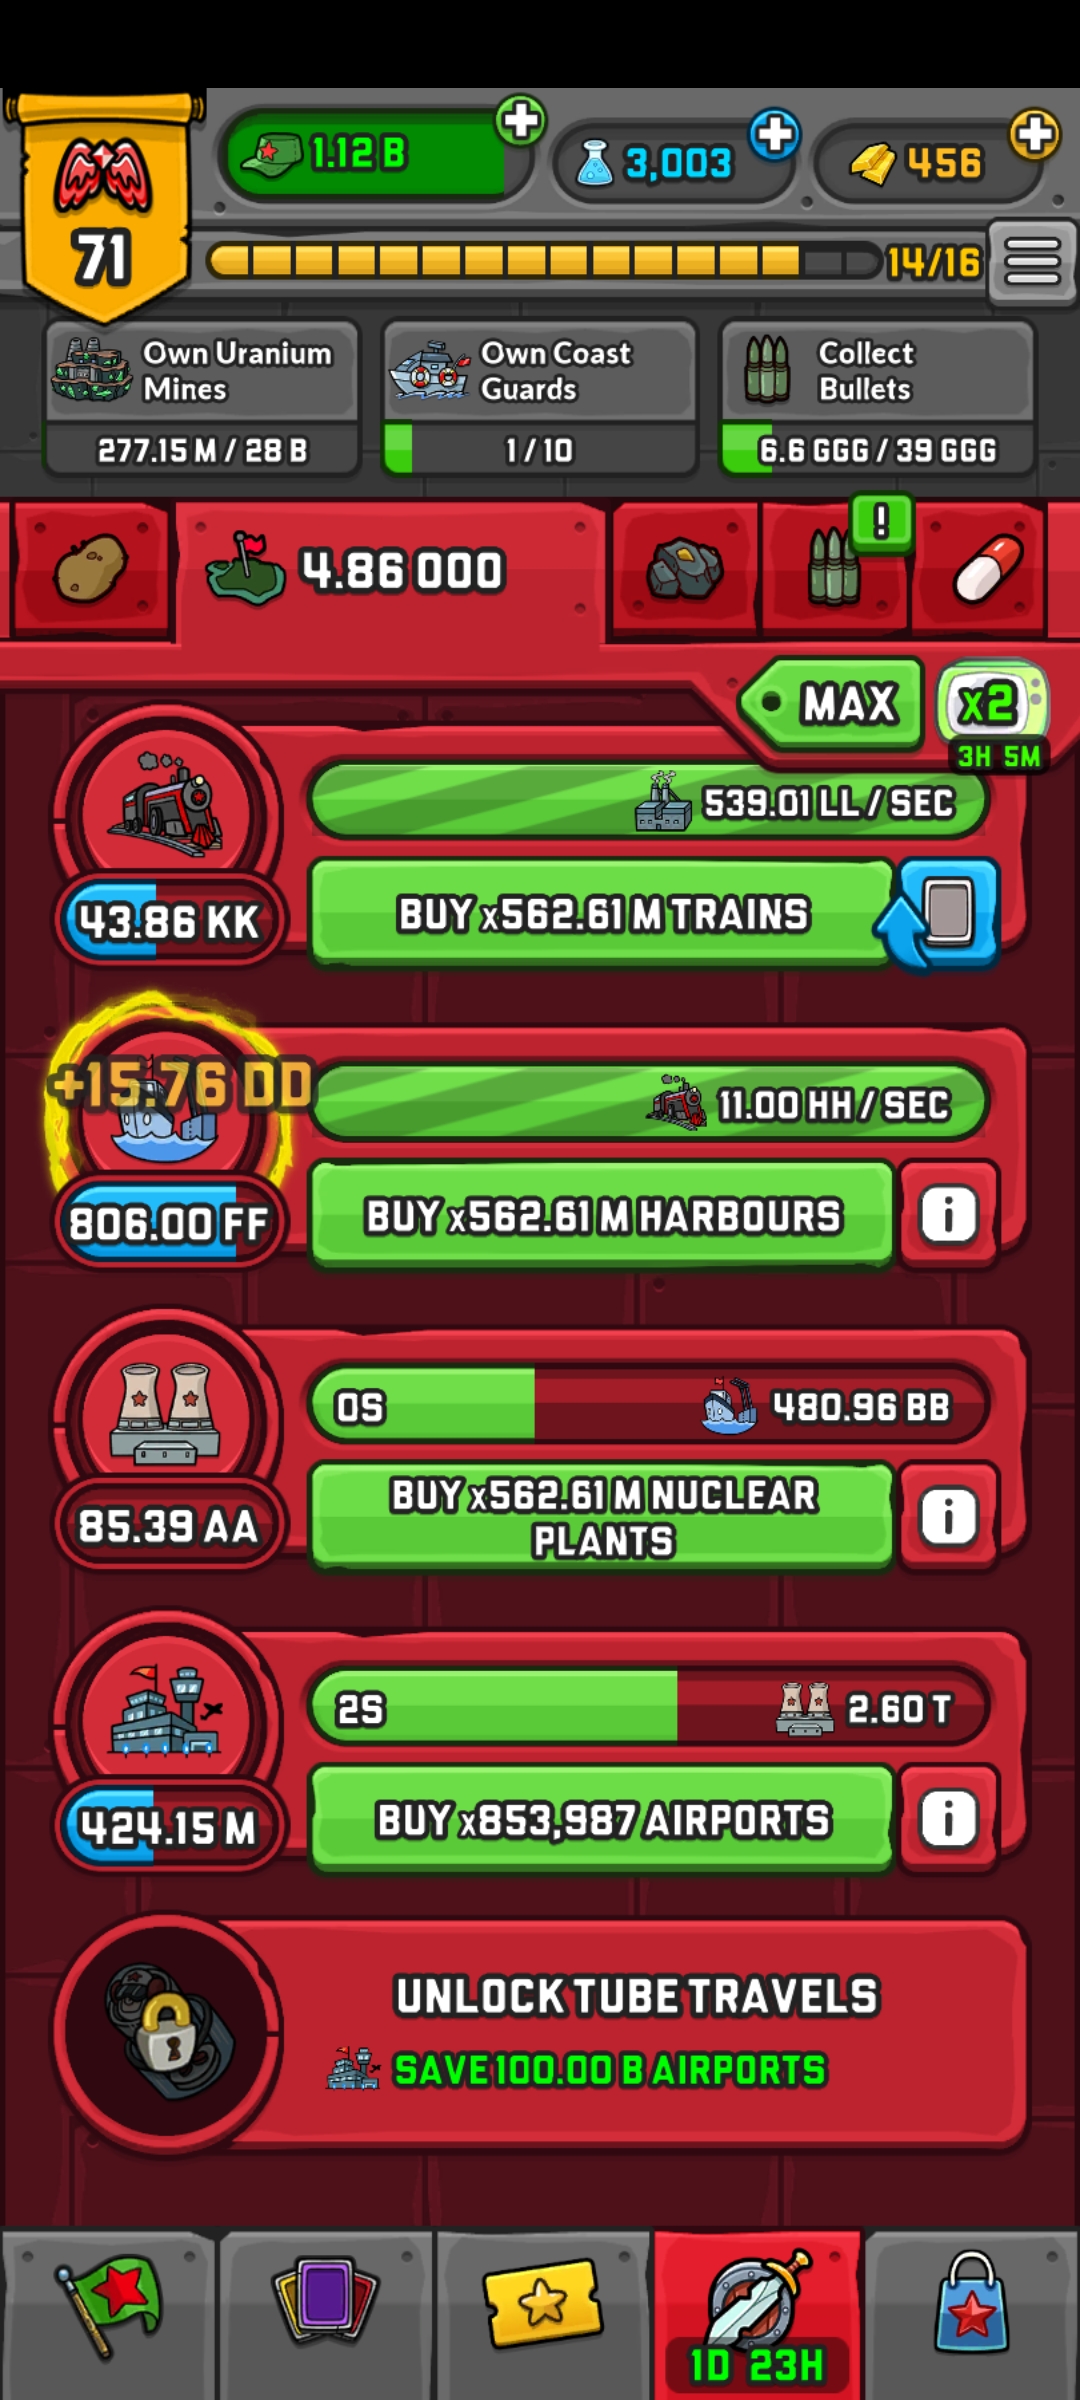 71
1.12 B
3,003
456
14/16
Own Uranium
Mines
277.15 M / 28 B
Own Coast
Guards
1 / 10
Collect
Bullets
6.6 GGG / 39 GGG
4.86 OOO
!
MAX
x2
3H 5M
539.01 LL / SEC
43.86 KK
BUY x562.61 M TRAINS
+15.76 DD
11.00 HH / SEC
806.00 FF
BUY x562.61 M HARBOURS
i
0S
480.96 BB
85.39 AA
BUY x562.61 M NUCLEAR
PLANTS
i
2S
2.60 T
424.15 M
BUY x853,987 AIRPORTS
i
UNLOCK TUBE TRAVELS
SAVE 100.00 B AIRPORTS
1D 23H